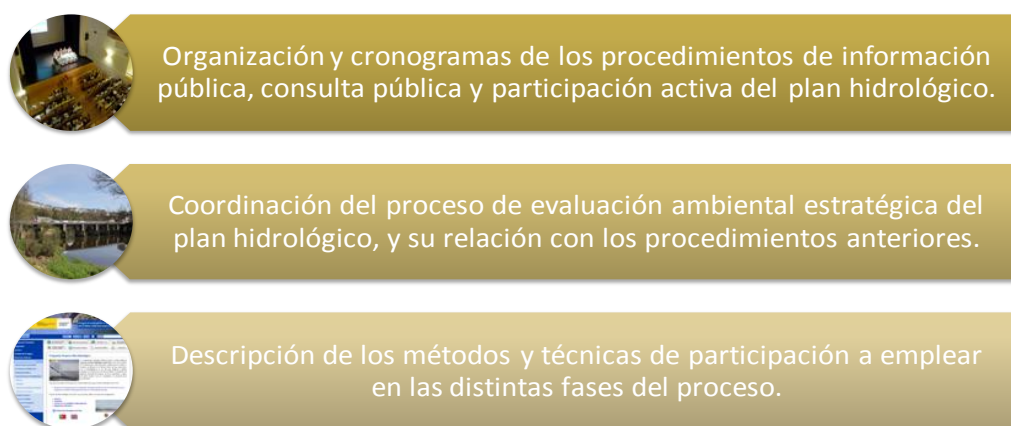 Organización y cronogramas de los procedimientos de información
pública, consulta pública y participación activa del plan hidrológico.
Coordinación del proceso de evaluación ambiental estratégica del
plan hidrológico, y su relación con los procedimientos anteriores.
Descripción de los métodos y técnicas de participación a emplear
en las distintas fases del proceso.